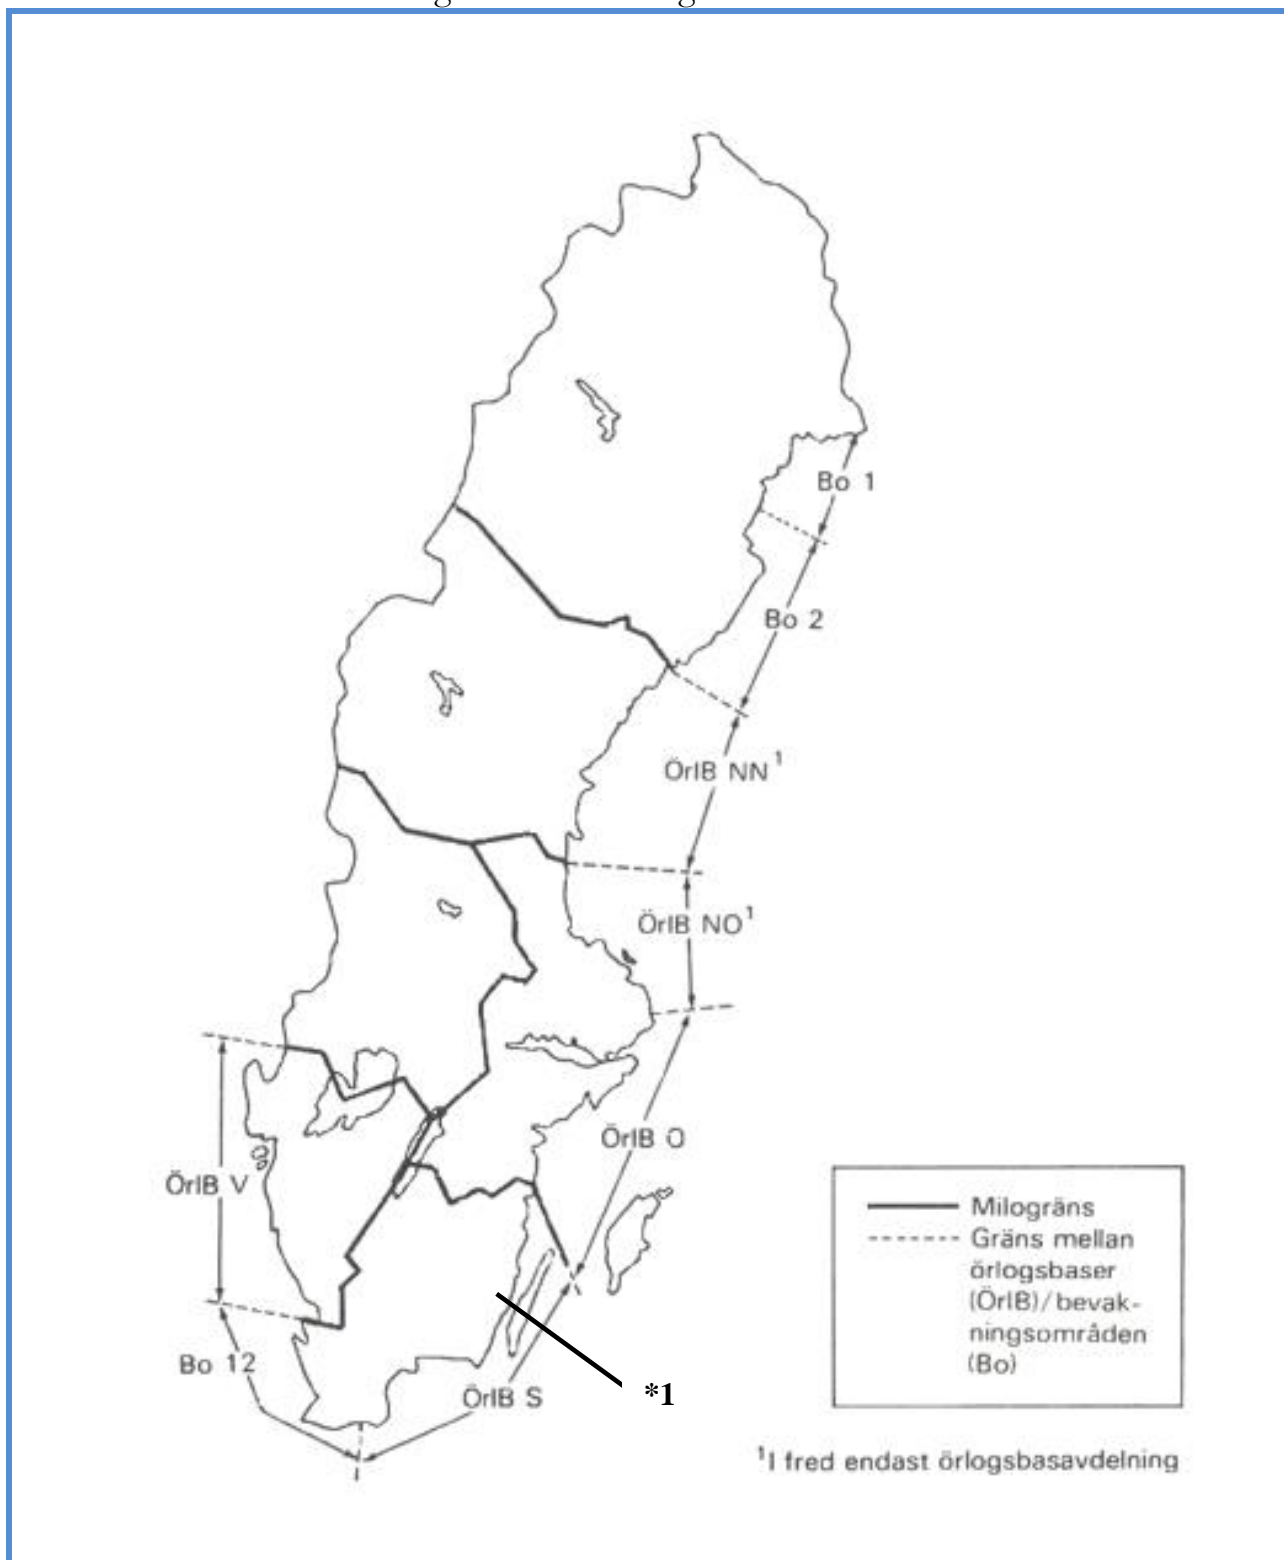 Bo 1
Bo 2
ÖrlB NN¹
ÖrlB NO¹
ÖrlB O
ÖrlB V
Bo 12
ÖrlB S
*1
Milogräns
Gräns mellan
örlogsbaser
(ÖrlB)/bevak-
ningsområden
(Bo)
¹I fred endast örlogsbasavdelning